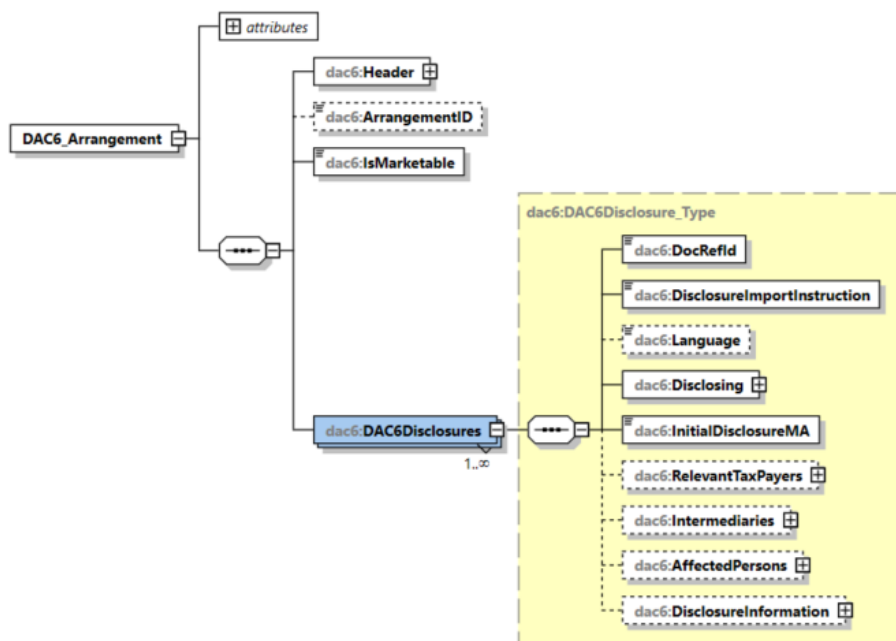 attributes
dac6:Header
dac6:ArrangementID
DAC6_Arrangement
dac6:IsMarketable
dac6:DAC6Disclosure_Type
dac6:DocRefId
dac6:DisclosureImportInstruction
dac6:Language
dac6:Disclosing
dac6:DAC6Disclosures
1..∞
dac6:InitialDisclosureMA
dac6:RelevantTaxPayers
dac6:Intermediaries
dac6:AffectedPersons
dac6:DisclosureInformation